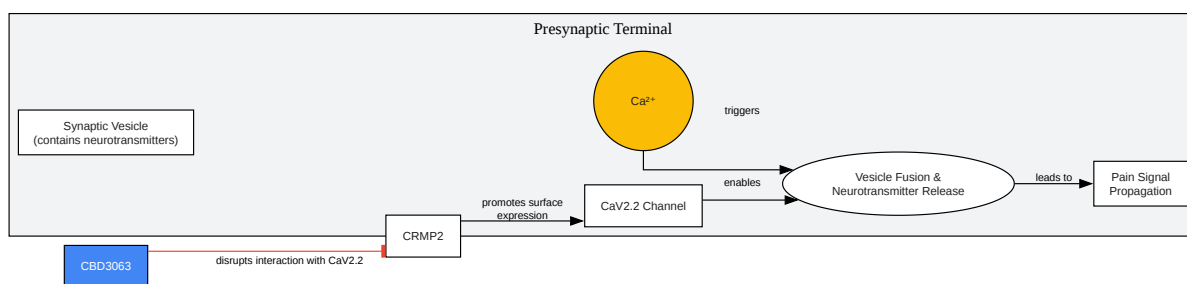 Presynaptic Terminal
Ca²⁺
triggers
Synaptic Vesicle
(contains neurotransmitters)
enables
Vesicle Fusion &
Neurotransmitter Release
leads to
Pain Signal
Propagation
promotes surface
expression
CaV2.2 Channel
CRMP2
disrupts interaction with CaV2.2
CBD3063